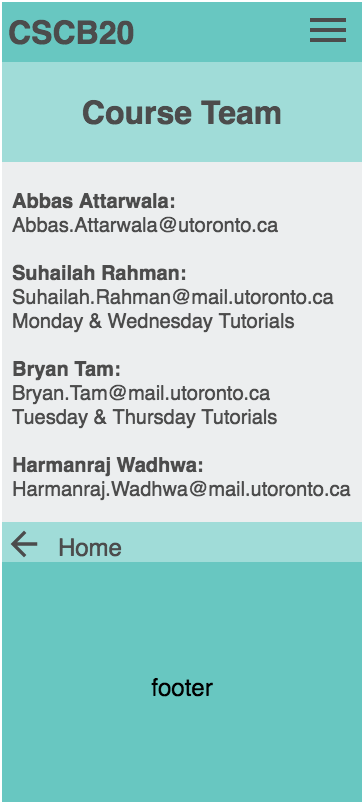 CSCB20
Course Team
Abbas Attarwala:
Abbas.Attarwala@utoronto.ca
Suhailah Rahman:
Suhailah.Rahman@mail.utoronto.ca
Monday & Wednesday Tutorials
Bryan Tam:
Bryan.Tam@mail.utoronto.ca
Tuesday & Thursday Tutorials
Harmanraj Wadhwa:
Harmanraj.Wadhwa@mail.utoronto.ca
Home
footer